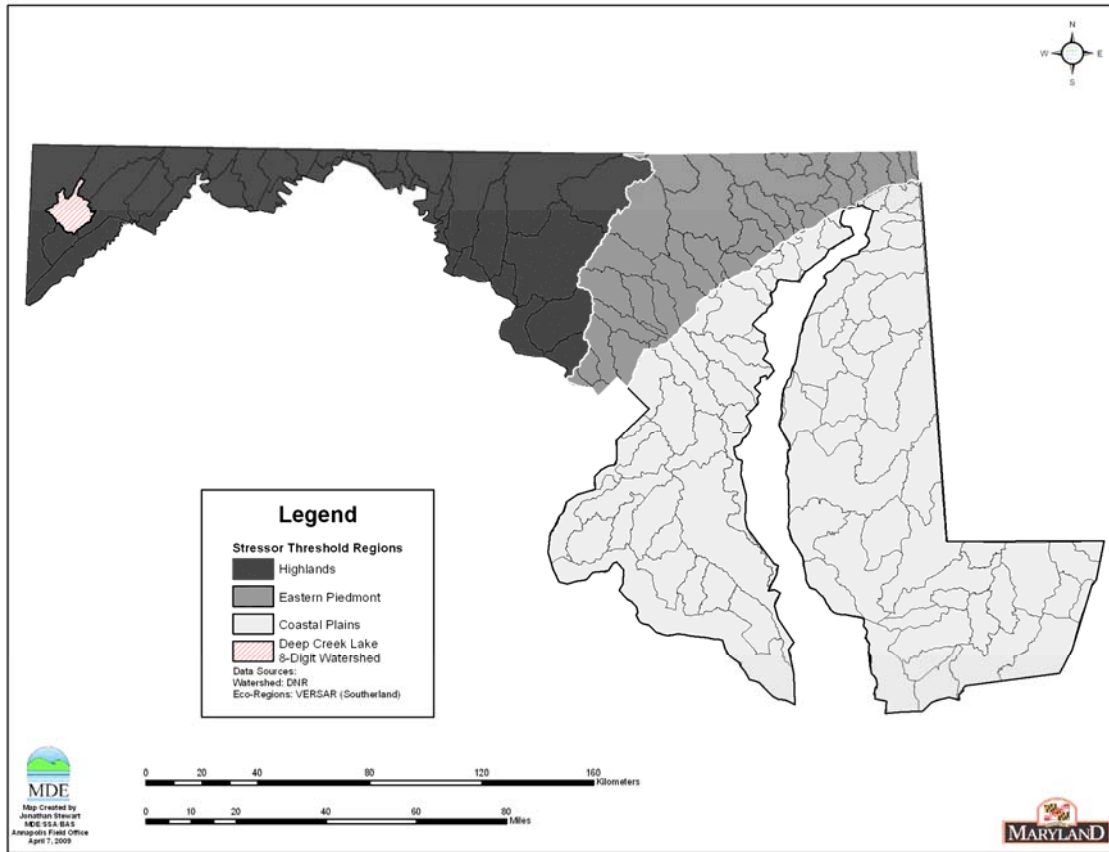 N
W E
S
Legend
Stressor Threshold Regions
Highlands
Eastern Piedmont
Coastal Plains
Deep Creek Lake
8-Digit Watershed
Data Sources:
Watershed: DNR
Eco-Regions: VERSAR (Southerland)
MDE
Map Created by
Jonathan Stewart
MDE/SSA/BAS
Annapolis Field Office
April 7, 2009
0 20 40 80 120 160
Kilometers
0 10 20 40 60 80
Miles
MARYLAND